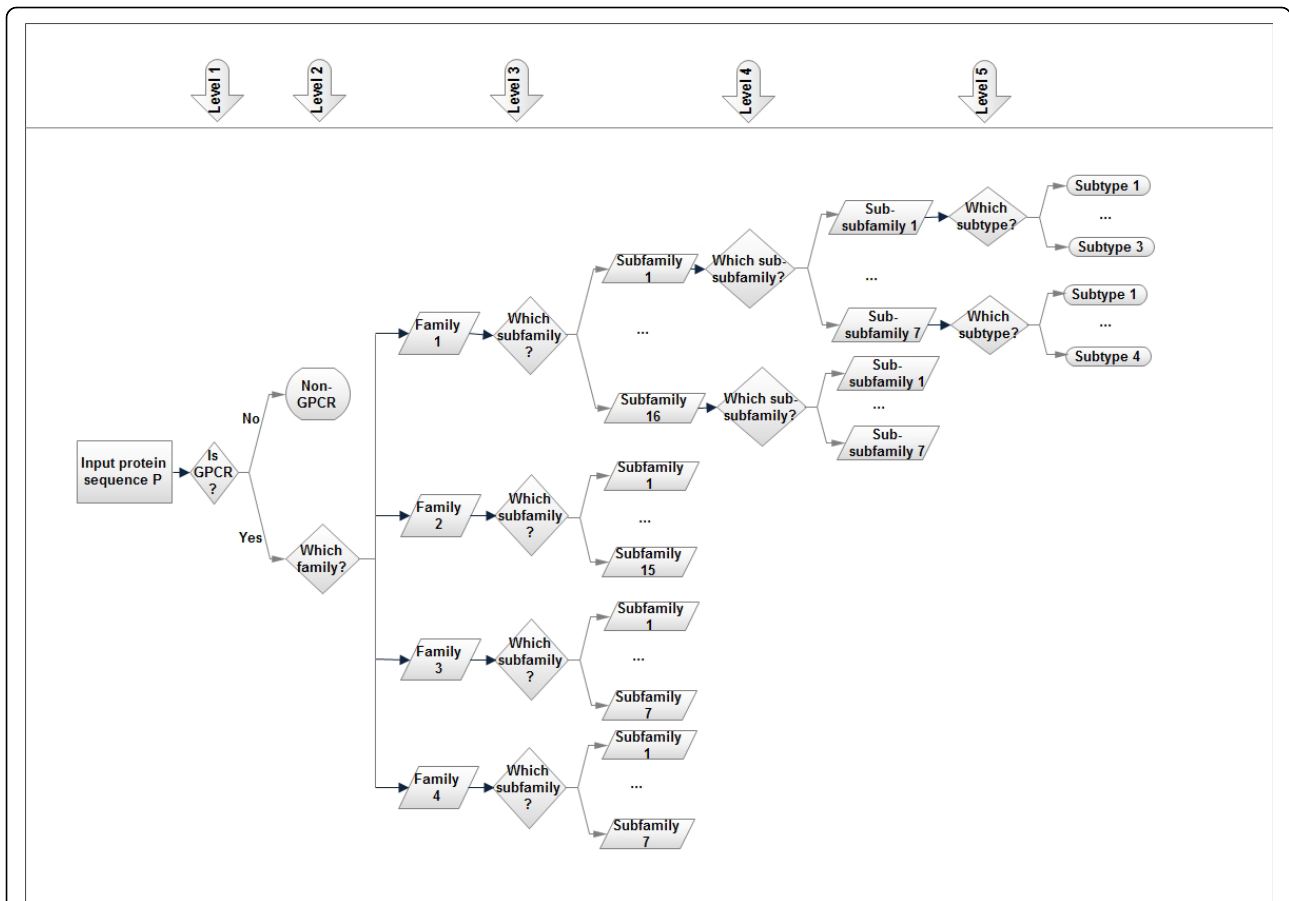 Level 1
Level 2
Level 3
Level 4
Level 5
Input protein
sequence P
Is
GPCR
?
No
Yes
Non-
GPCR
Which
family?
Family
1
Which
subfamily
?
Subfamily
1
...
Subfamily
16
Which sub-
subfamily?
Sub-
subfamily 1
...
Sub-
subfamily 7
Which
subtype?
Subtype 1
...
Subtype 3
Which
subtype?
Subtype 1
...
Subtype 4
Which sub-
subfamily?
Sub-
subfamily 1
...
Sub-
subfamily 7
Family
2
Which
subfamily
?
Subfamily
1
...
Subfamily
15
Family
3
Which
subfamily
?
Subfamily
1
...
Subfamily
7
Family
4
Which
subfamily
?
Subfamily
1
...
Subfamily
7